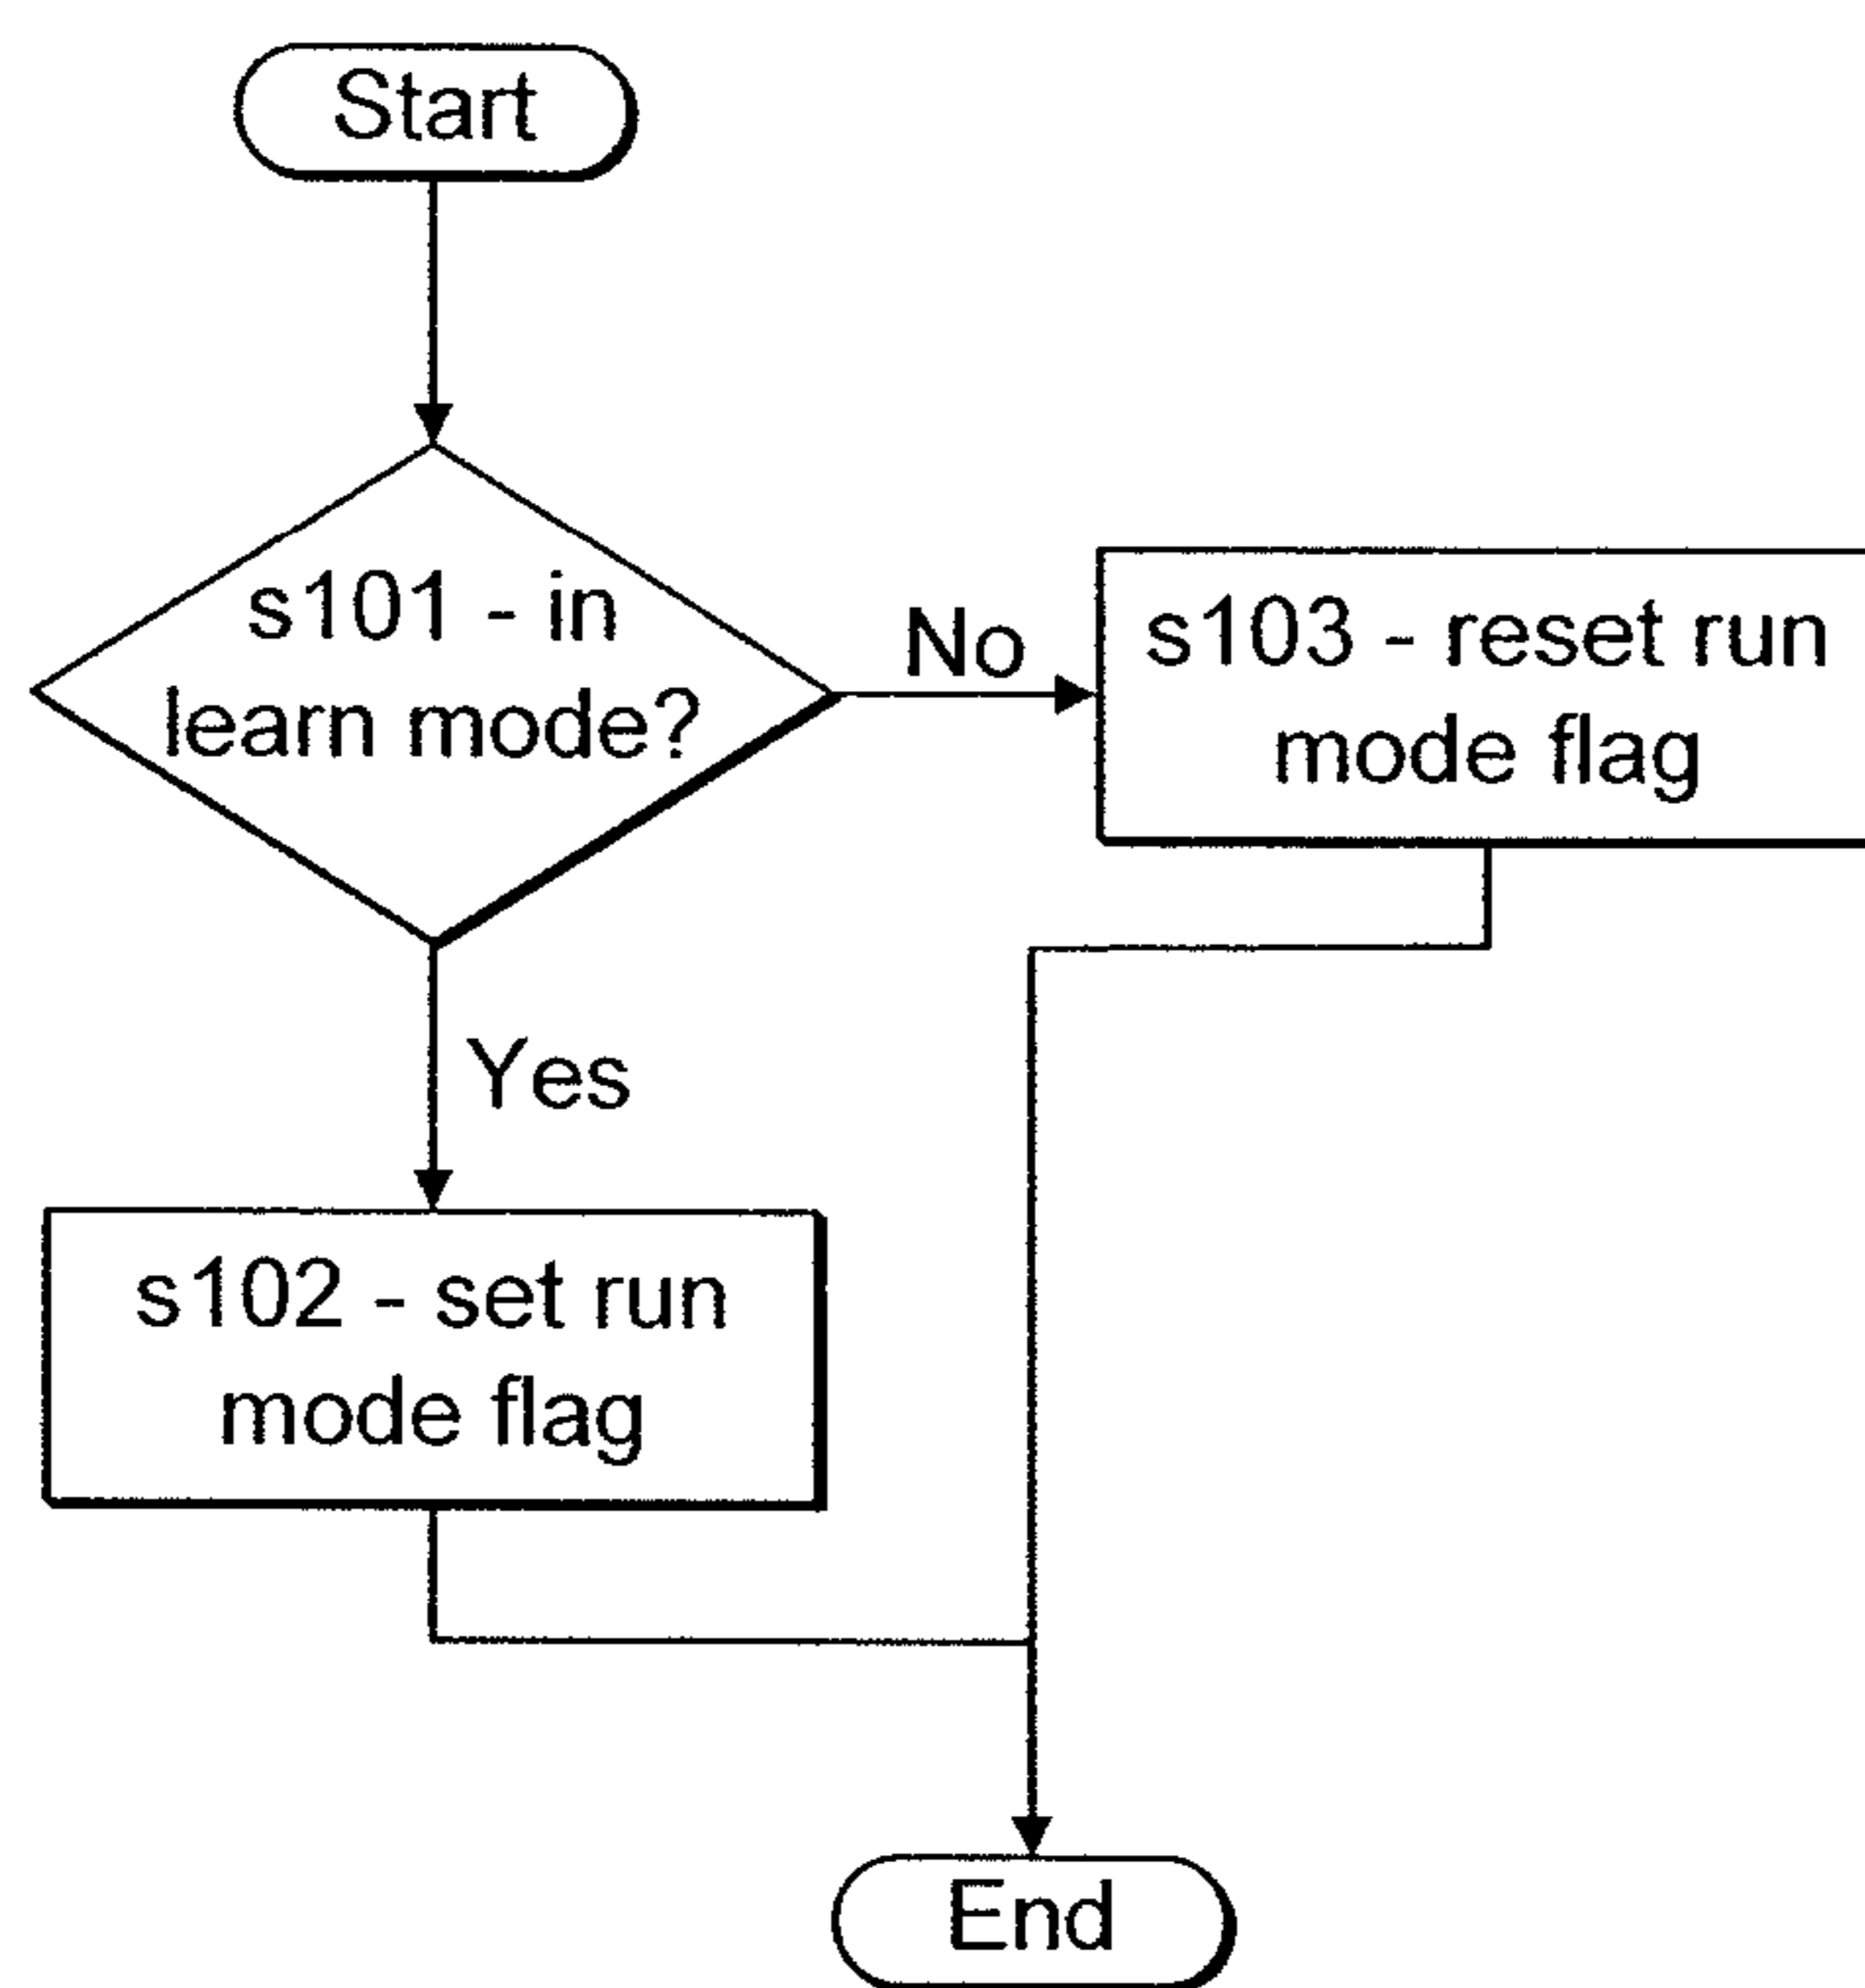 Start
s101 - in
learn mode?
No
s103 - reset run
mode flag
Yes
s102 - set run
mode flag
End